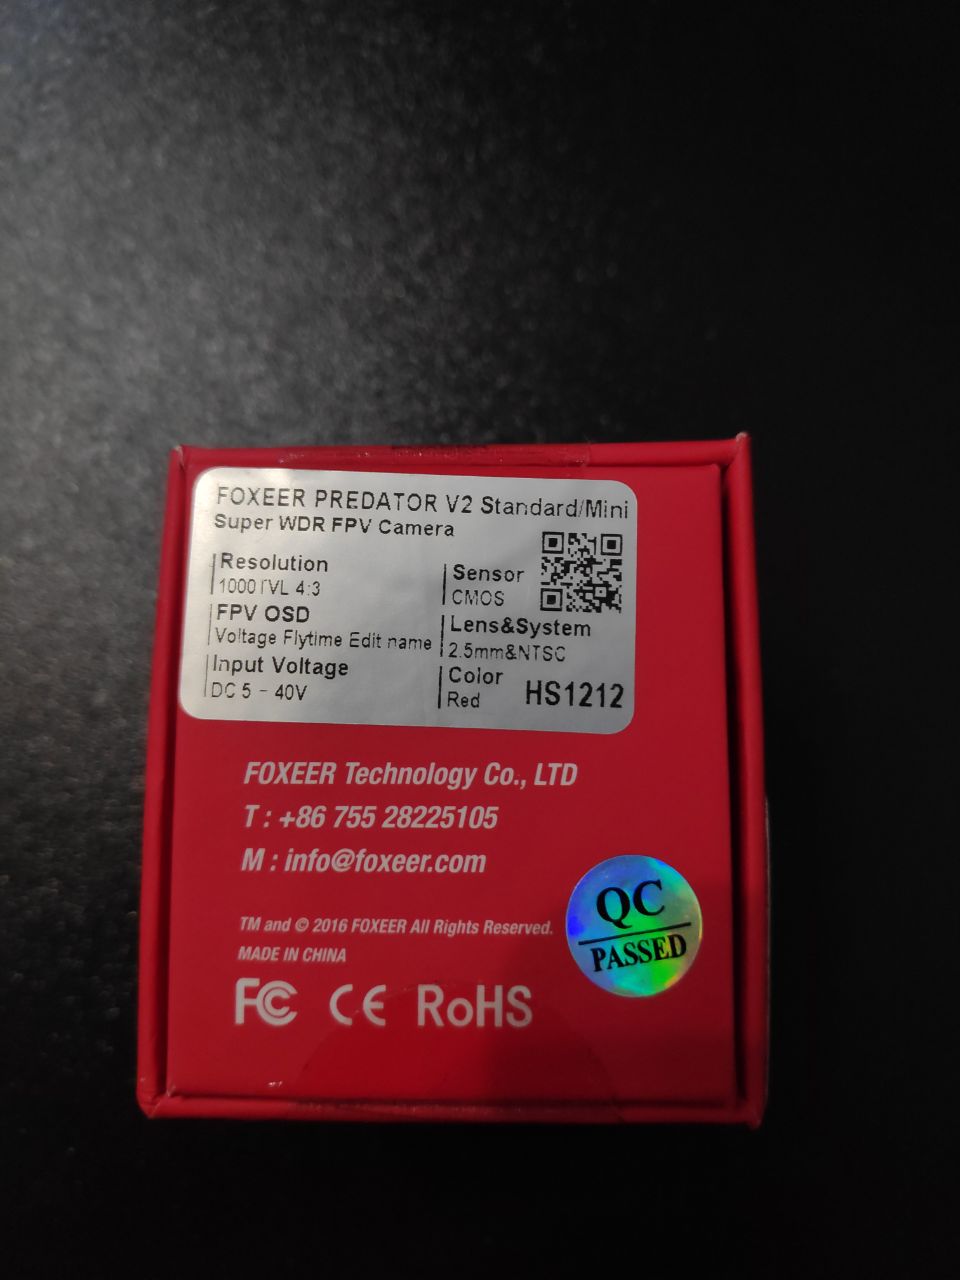 FOXEER PREDATOR V2 Standard/Mini
Super WDR FPV Camera
Resolution
1000TVL 4:3
FPV OSD
Voltage Flytime Edit name
Input Voltage
DC 5 - 40V
Sensor
CMOS
Lens&System
2.5mm&NTSC
Color
Red
HS1212
FOXEER Technology Co., LTD
T : +86 755 28225105
M : info@foxeer.com
TM and © 2016 FOXEER All Rights Reserved.
MADE IN CHINA
FC CE RoHS
QC
PASSED